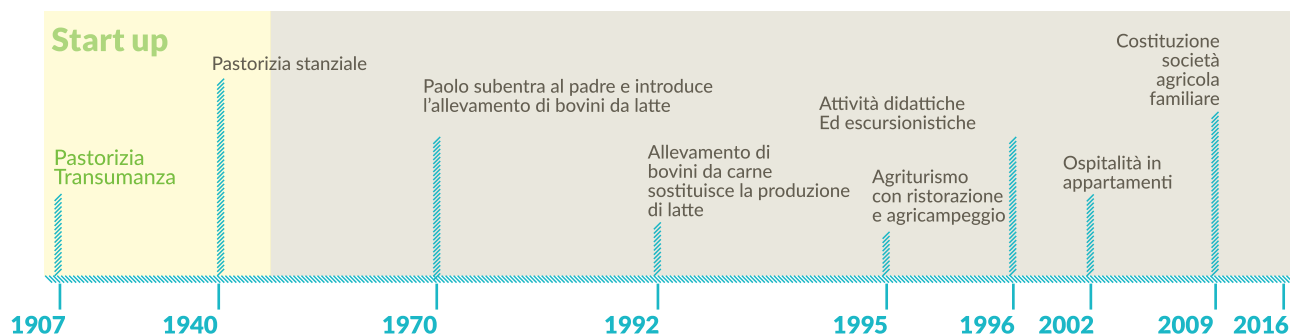 Start up
Pastorizia stanziale
Costituzione
società
agricola
familiare
Paolo subentra al padre e introduce
l'allevamento di bovini da latte
Attività didattiche
Ed escursionistiche
Pastorizia
Transumanza
Allevamento di
bovini da carne
sostituisce la produzione
di latte
Agriturismo
con ristorazione
e agricampeggio
Ospitalità in
appartamenti
1907 1940 1970 1992 1995 1996 2002 2009 2016